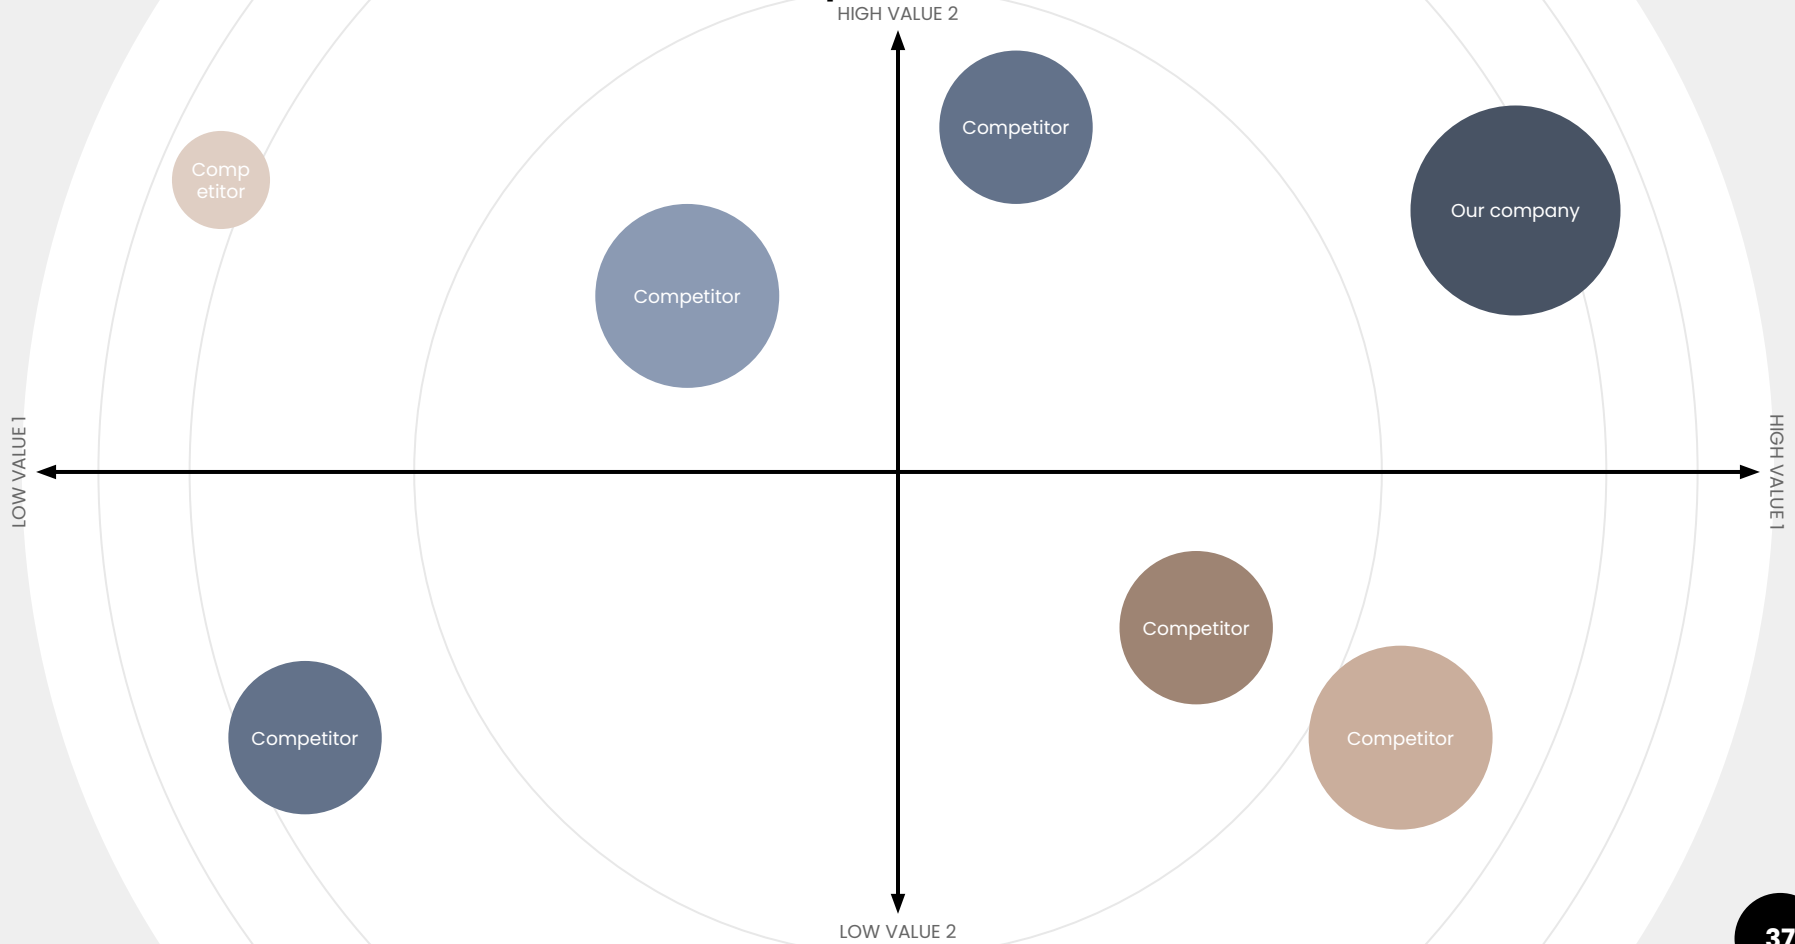 HIGH VALUE 2
Competitor
Comp
etitor
Our company
Competitor
LOW VALUE 1
HIGH VALUE 1
Competitor
Competitor
Competitor
LOW VALUE 2
37